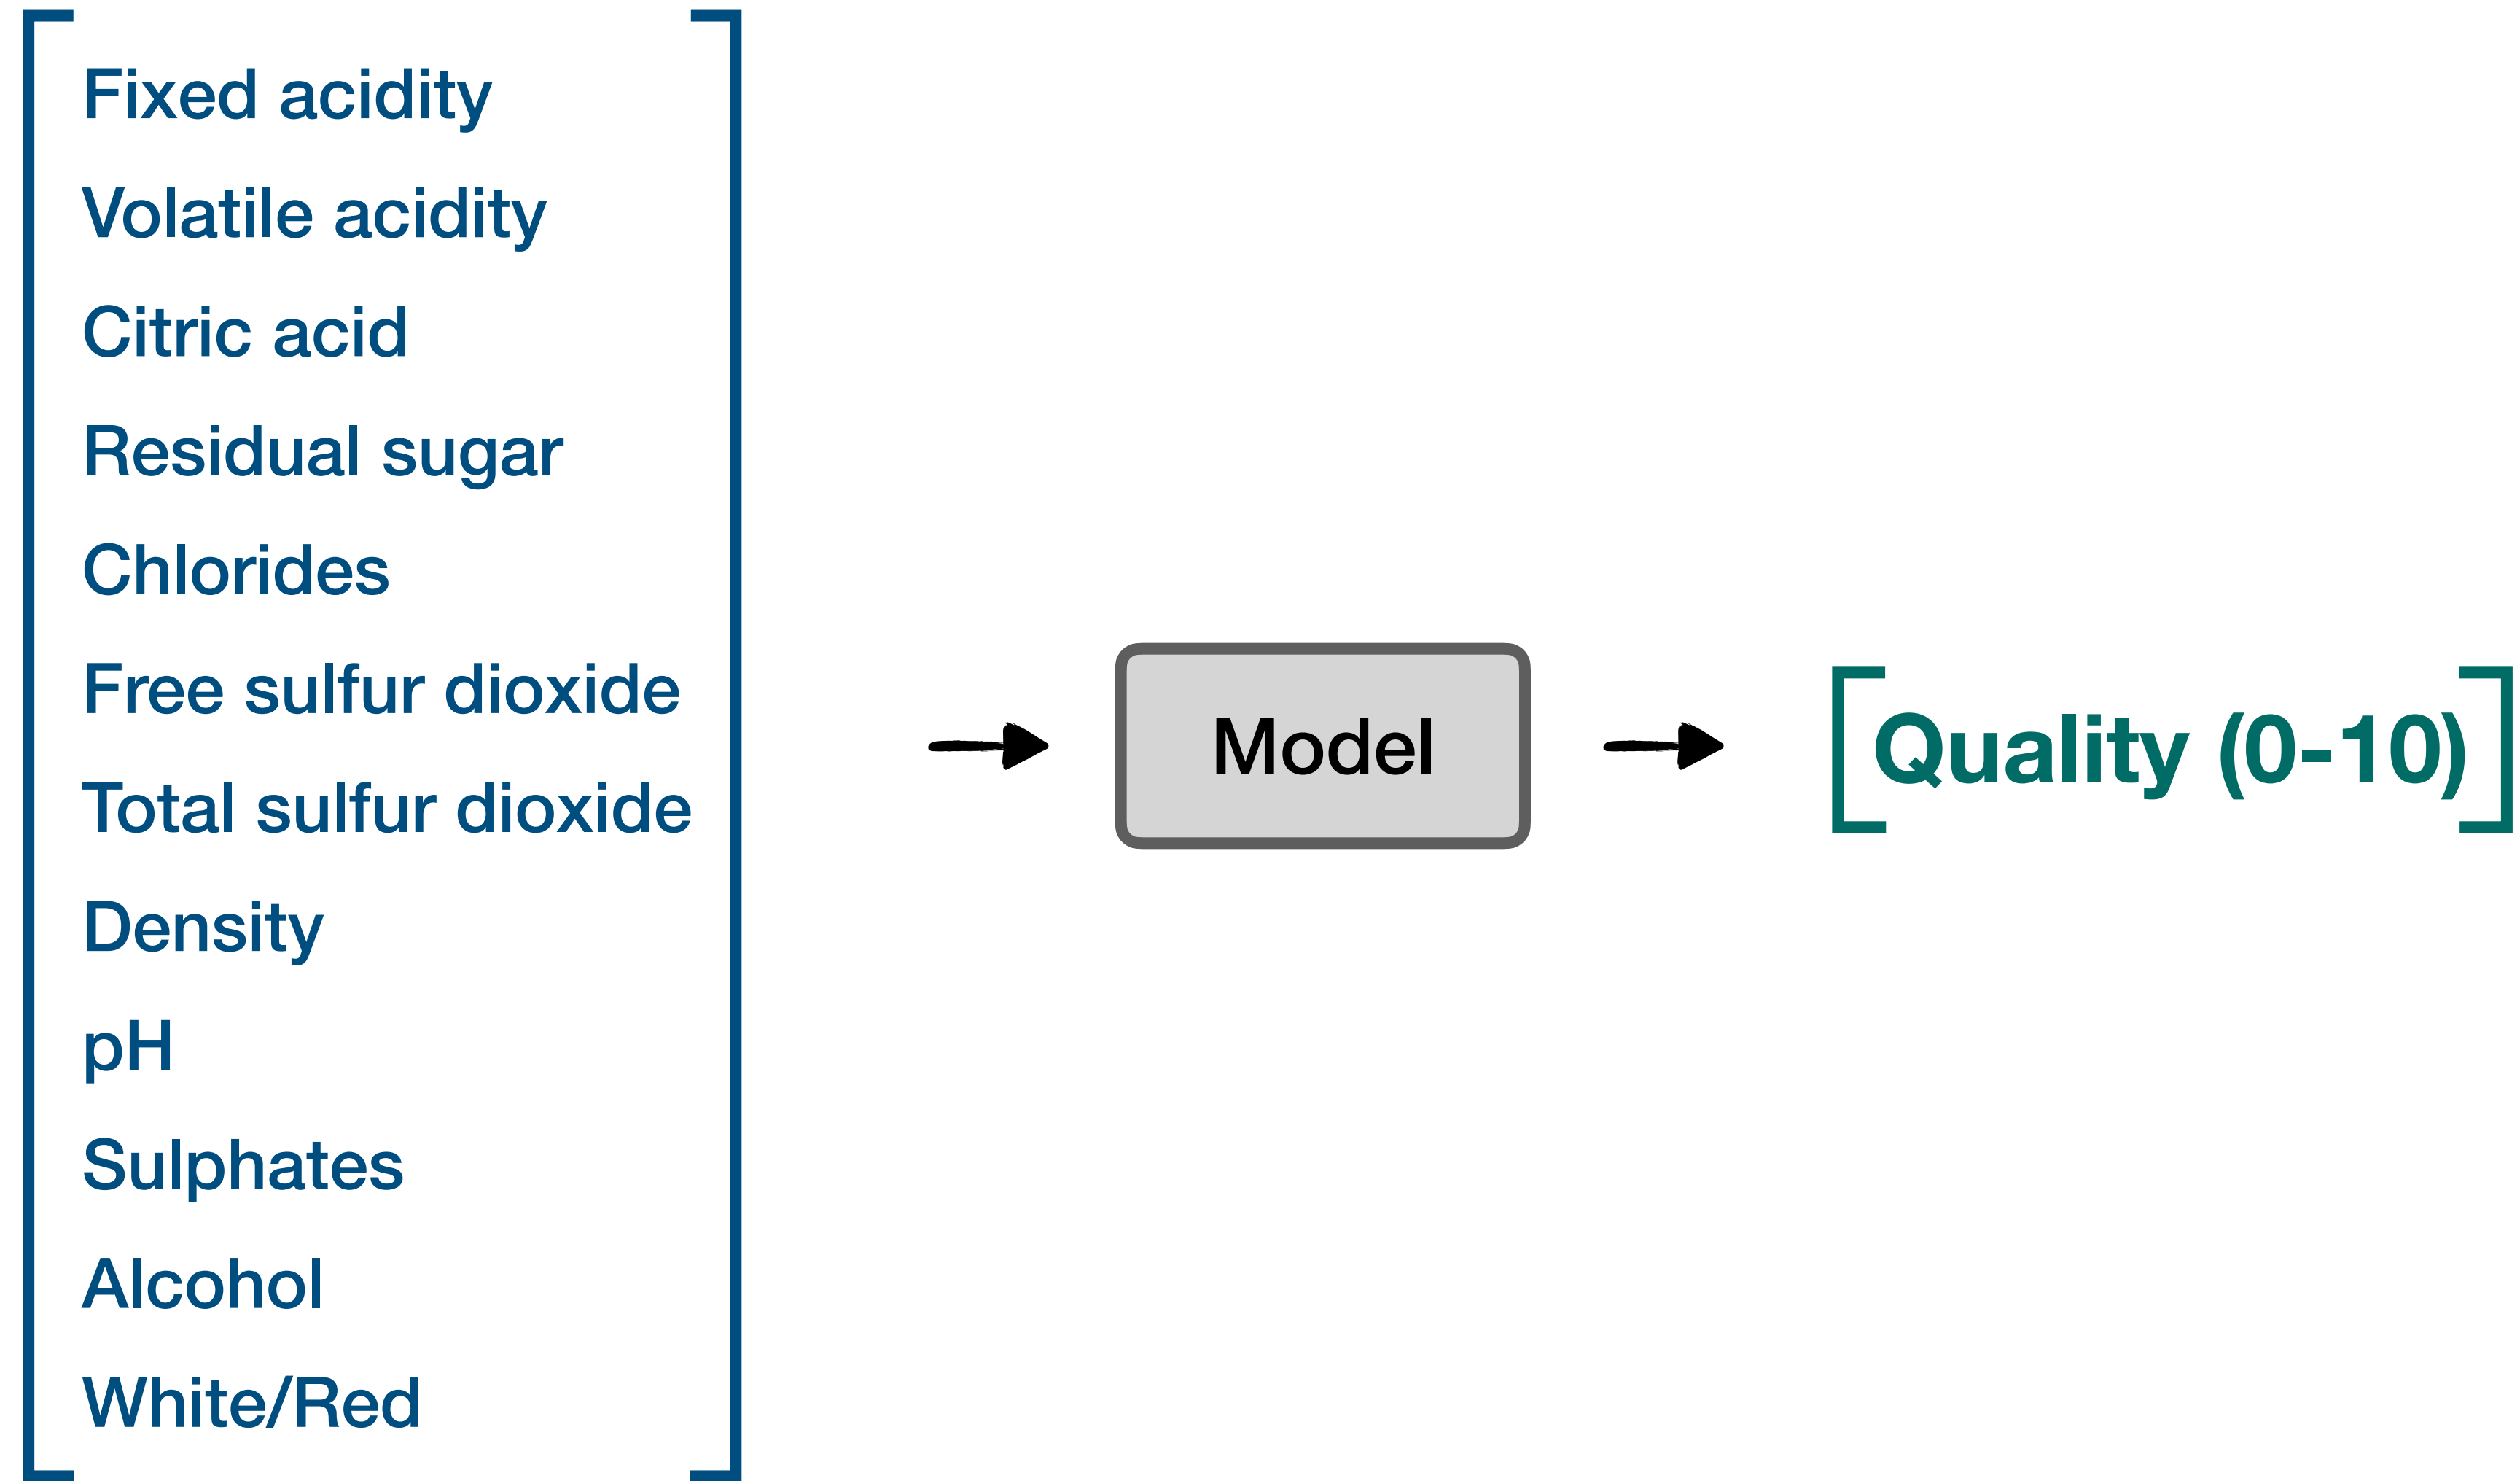 Fixed acidity
Volatile acidity
Citric acid
Residual sugar
Chlorides
Free sulfur dioxide
Total sulfur dioxide
Density
pH
Sulphates
Alcohol
White/Red
Model
Quality (0-10)